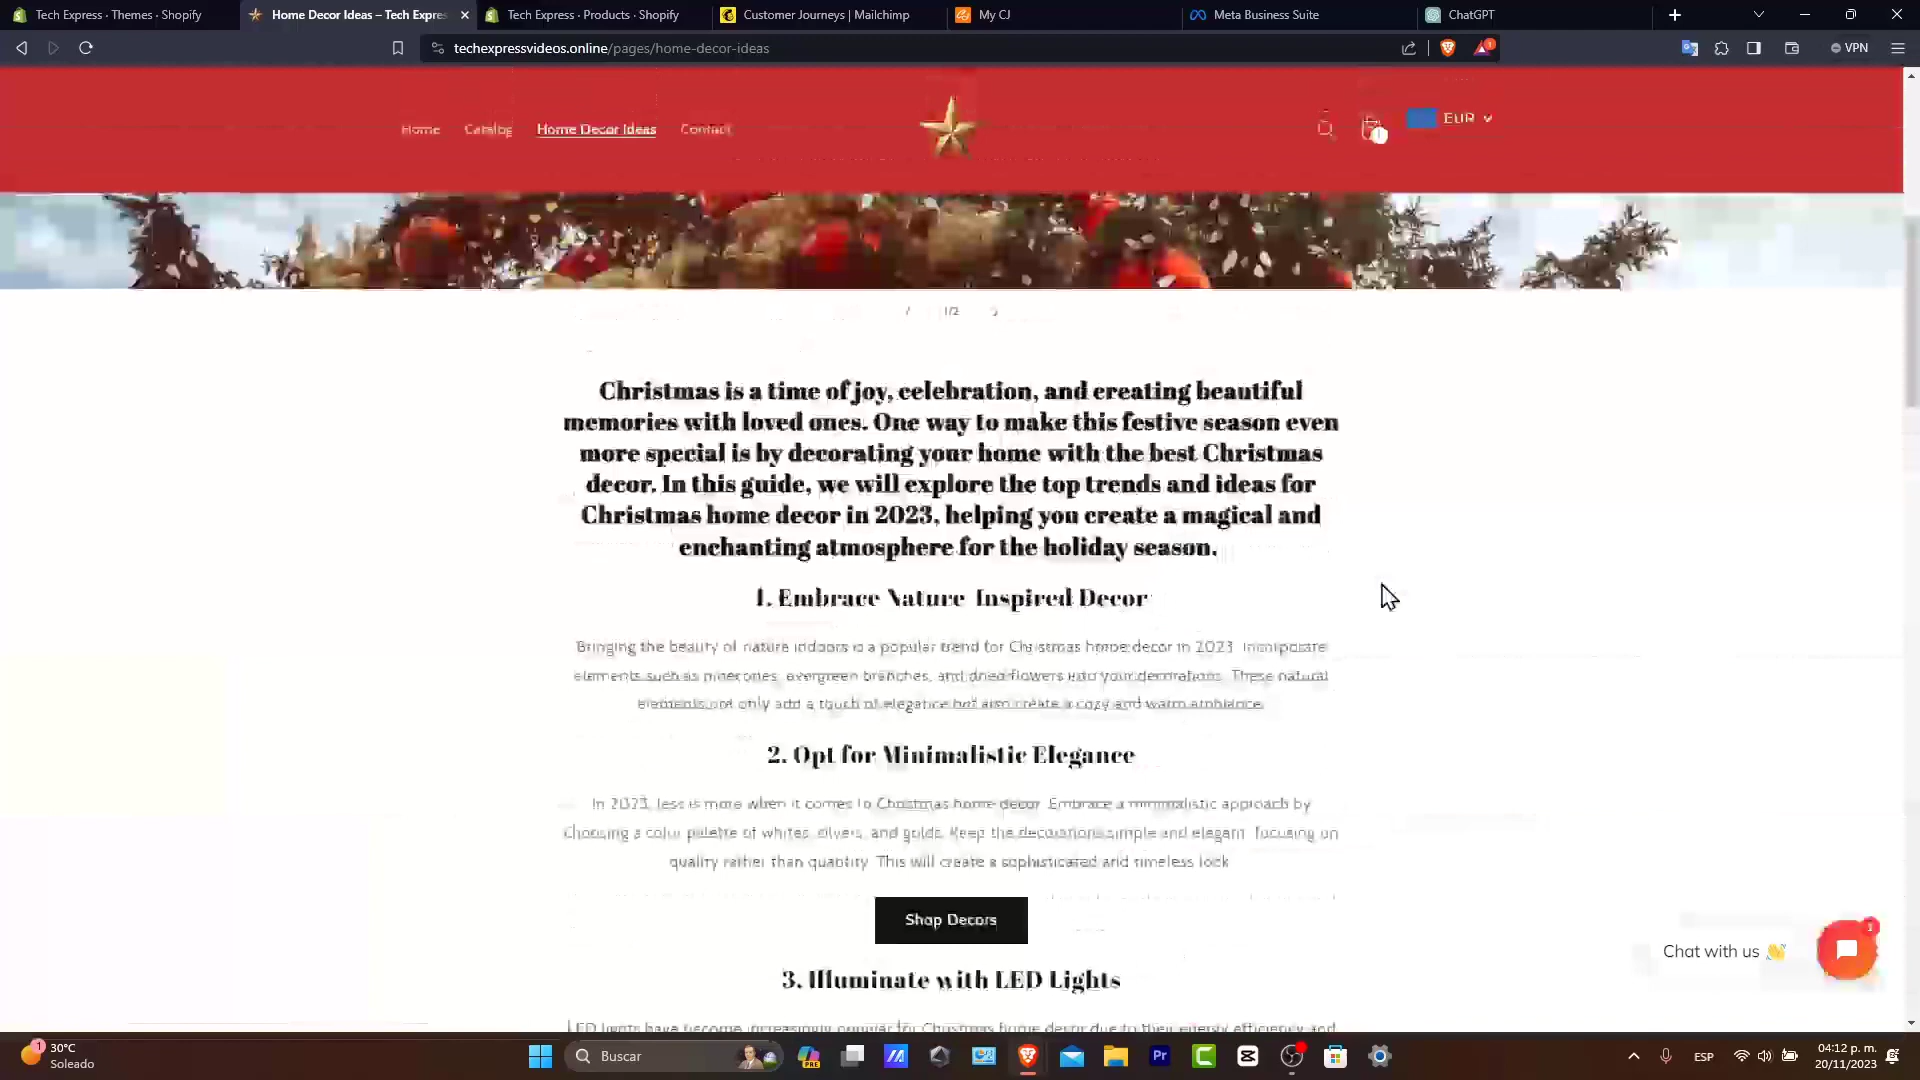 Tech Express · Themes · Shopify
Home Decor Ideas – Tech Expres
Tech Express · Products · Shopify
Customer Journeys | Mailchimp
My CJ
Meta Business Suite
ChatGPT
techexpressvideos.online/pages/home-decor-ideas
1
VPN
Home
Catalog
Home Decor Ideas
Contact
EUR
1/2
Christmas is a time of joy, celebration, and creating beautiful
memories with loved ones. One way to make this festive season even
more special is by decorating your home with the best Christmas
decor. In this guide, we will explore the top trends and ideas for
Christmas home decor in 2023, helping you create a magical and
enchanting atmosphere for the holiday season.
1. Embrace Nature-Inspired Decor
Bringing the beauty of nature indoors is a popular trend for Christmas home decor in 2023. Incorporate
elements such as pinecones, evergreen branches, and dried flowers into your decorations. These natural
elements not only add a touch of elegance but also create a cozy and warm ambiance.
2. Opt for Minimalistic Elegance
In 2023, less is more when it comes to Christmas home decor. Embrace a minimalistic approach by
choosing a color palette of whites, silvers, and golds. Keep the decorations simple and elegant, focusing on
quality rather than quantity. This will create a sophisticated and timeless look.
Shop Decors
3. Illuminate with LED Lights
LED lights have become increasingly popular for Christmas home decor due to their energy efficiency and
Chat with us 👋
1
1
30°C
Soleado
Buscar
PRE
Pr
ESP
04:12 p. m.
20/11/2023